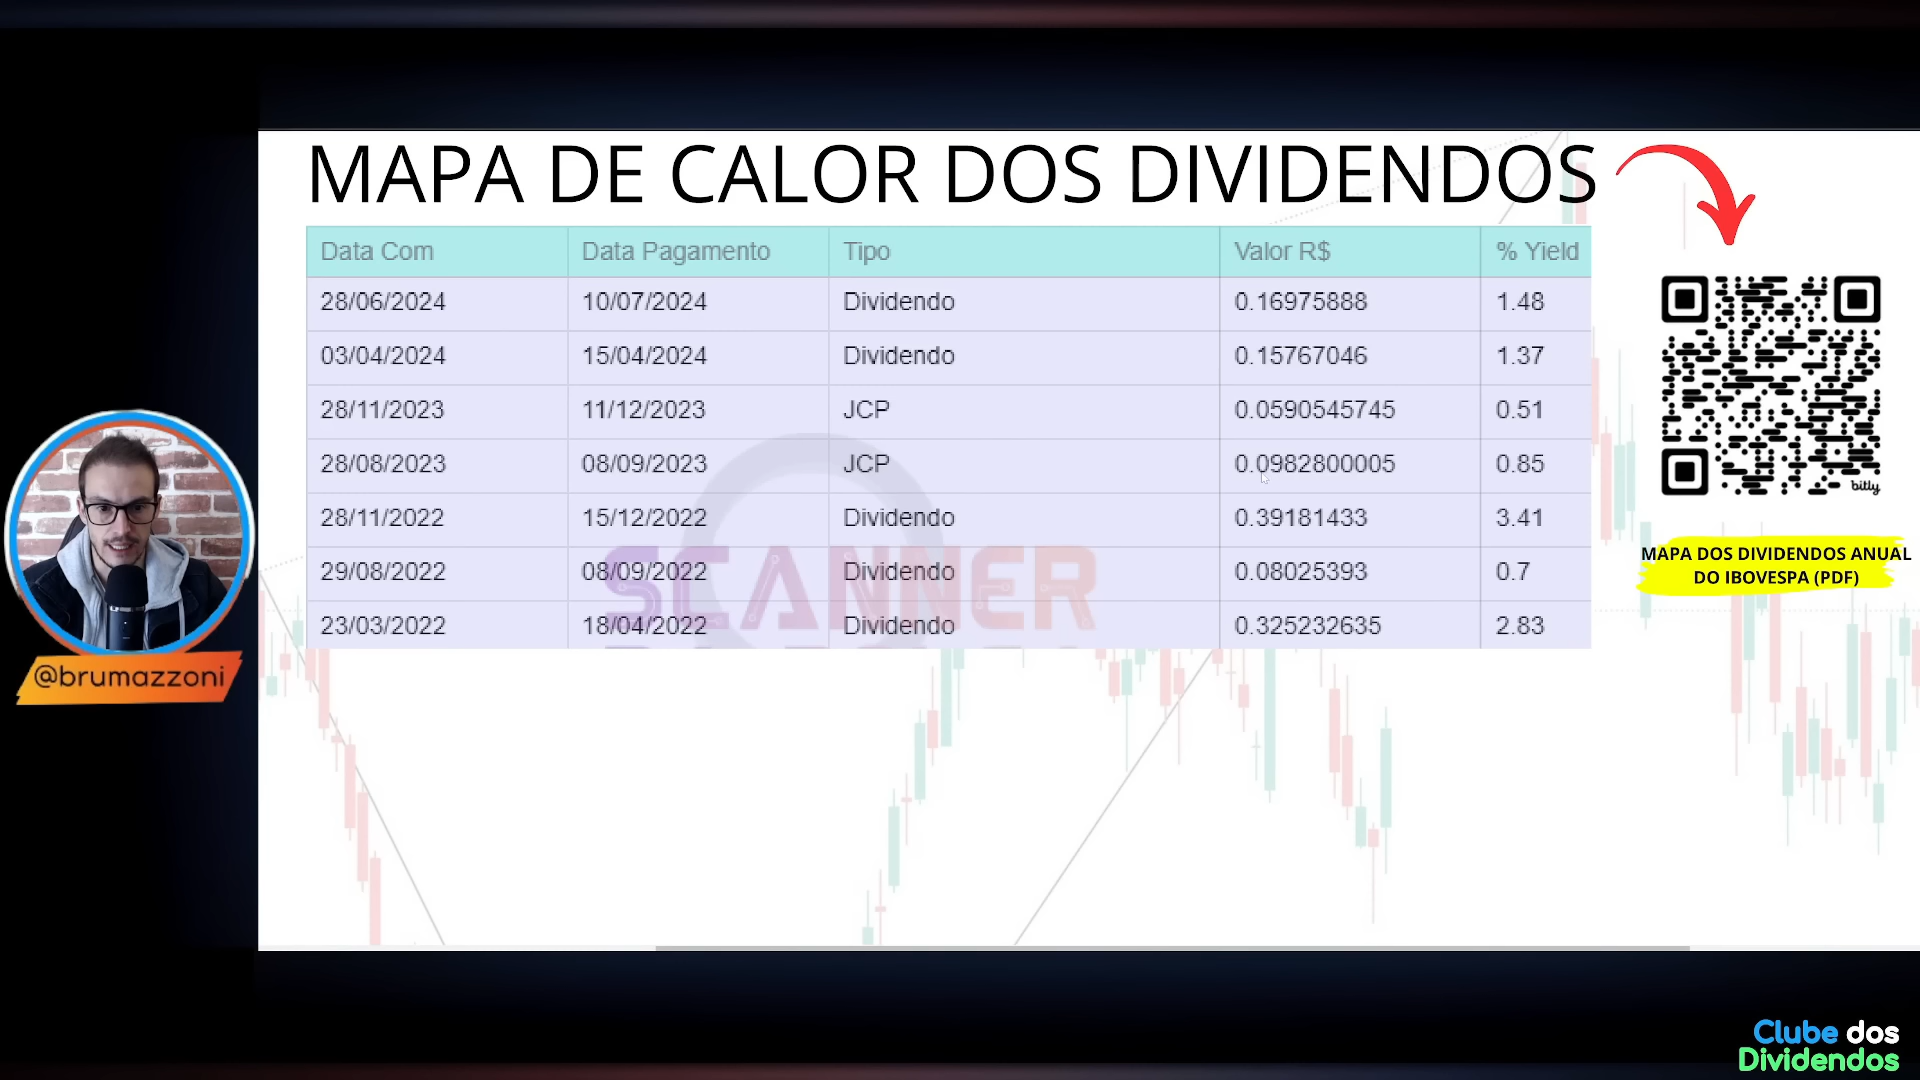 MAPA DE CALOR DOS DIVIDENDOS
Data Com Data Pagamento Tipo Valor R$ % Yield
28/06/2024 10/07/2024 Dividendo 0.16975888 1.48
03/04/2024 15/04/2024 Dividendo 0.15767046 1.37
28/11/2023 11/12/2023 JCP 0.0590545745 0.51
28/08/2023 08/09/2023 JCP 0.0982800005 0.85
28/11/2022 15/12/2022 Dividendo 0.39181433 3.41
29/08/2022 08/09/2022 Dividendo 0.08025393 0.7
23/03/2022 18/04/2022 Dividendo 0.325232635 2.83
SCANNER
bitly
MAPA DOS DIVIDENDOS ANUAL
DO IBOVESPA (PDF)
@brumazzoni
Clube dos
Dividendos